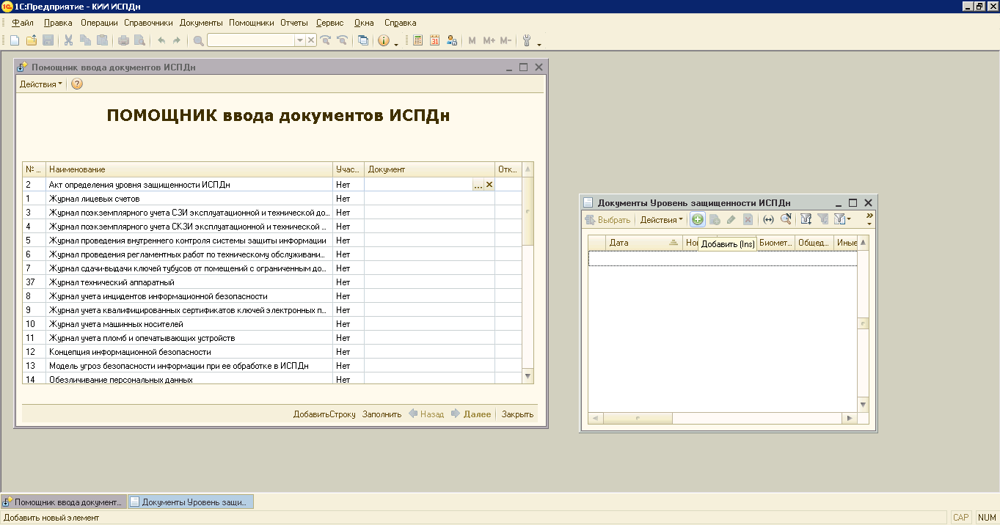 1С:Предприятие - КИИ ИСПДн
Файл Правка Операции Справочники Документы Помощники Отчеты Сервис Окна Справка
M M+ M-
Помощник ввода документов ИСПДн
Действия
ПОМОЩНИК ввода документов ИСПДн
№ ... Наименование Учас... Документ Отк...
2 Акт определения уровня защищенности ИСПДн Нет ...
1 Журнал лицевых счетов Нет
3 Журнал поэкземплярного учета СЗИ эксплуатационной и технической до... Нет
4 Журнал поэкземплярного учета СКЗИ эксплуатационной и технической ... Нет
5 Журнал проведения внутреннего контроля системы защиты информации Нет
6 Журнал проведения регламентных работ по техническому обслуживани... Нет
7 Журнал сдачи-выдачи ключей тубусов от помещений с ограниченным до... Нет
37 Журнал технический аппаратный Нет
8 Журнал учета инцидентов информационной безопасности Нет
9 Журнал учета квалифицированных сертификатов ключей электронных п... Нет
10 Журнал учета машинных носителей Нет
11 Журнал учета пломб и опечатывающих устройств Нет
12 Концепция информационной безопасности Нет
13 Модель угроз безопасности информации при ее обработке в ИСПДн Нет
14 Обезличивание персональных данных Нет
ДобавитьСтроку Заполнить Назад Далее Закрыть
Документы Уровень защищенности ИСПДн
Выбрать Действия
Дата Но Добавить (Ins) Биомет... Общед... Иные
Помощник ввода документ... Документы Уровень защи...
Добавить новый элемент CAP NUM